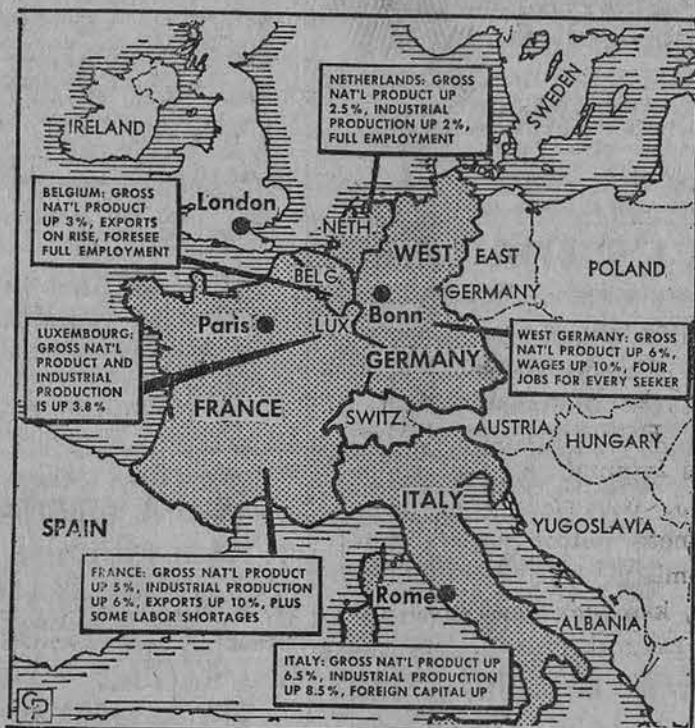 NETHERLANDS: GROSS
NAT'L PRODUCT UP
2.5%, INDUSTRIAL
PRODUCTION UP 2%,
FULL EMPLOYMENT
SWEDEN
IRELAND
BELGIUM: GROSS
NAT'L PRODUCT
UP 3%, EXPORTS
ON RISE, FORESEE
FULL EMPLOYMENT
London
NETH.
WEST
GERMANY
EAST
GERMANY
POLAND
BELG.
Bonn
Paris
LUX.
LUXEMBOURG:
GROSS NAT'L
PRODUCT AND
INDUSTRIAL
PRODUCTION
IS UP 3.8%
WEST GERMANY: GROSS
NAT'L PRODUCT UP 6%,
WAGES UP 10%, FOUR
JOBS FOR EVERY SEEKER
FRANCE
SWITZ.
AUSTRIA
HUNGARY
ITALY
SPAIN
YUGOSLAVIA
FRANCE: GROSS NAT'L PRODUCT
UP 5%, INDUSTRIAL PRODUCTION
UP 6%, EXPORTS UP 10%, PLUS
SOME LABOR SHORTAGES
Rome
ALBANIA
ITALY: GROSS NAT'L PRODUCT UP
6.5%, INDUSTRIAL PRODUCTION
UP 8.5%, FOREIGN CAPITAL UP
CP